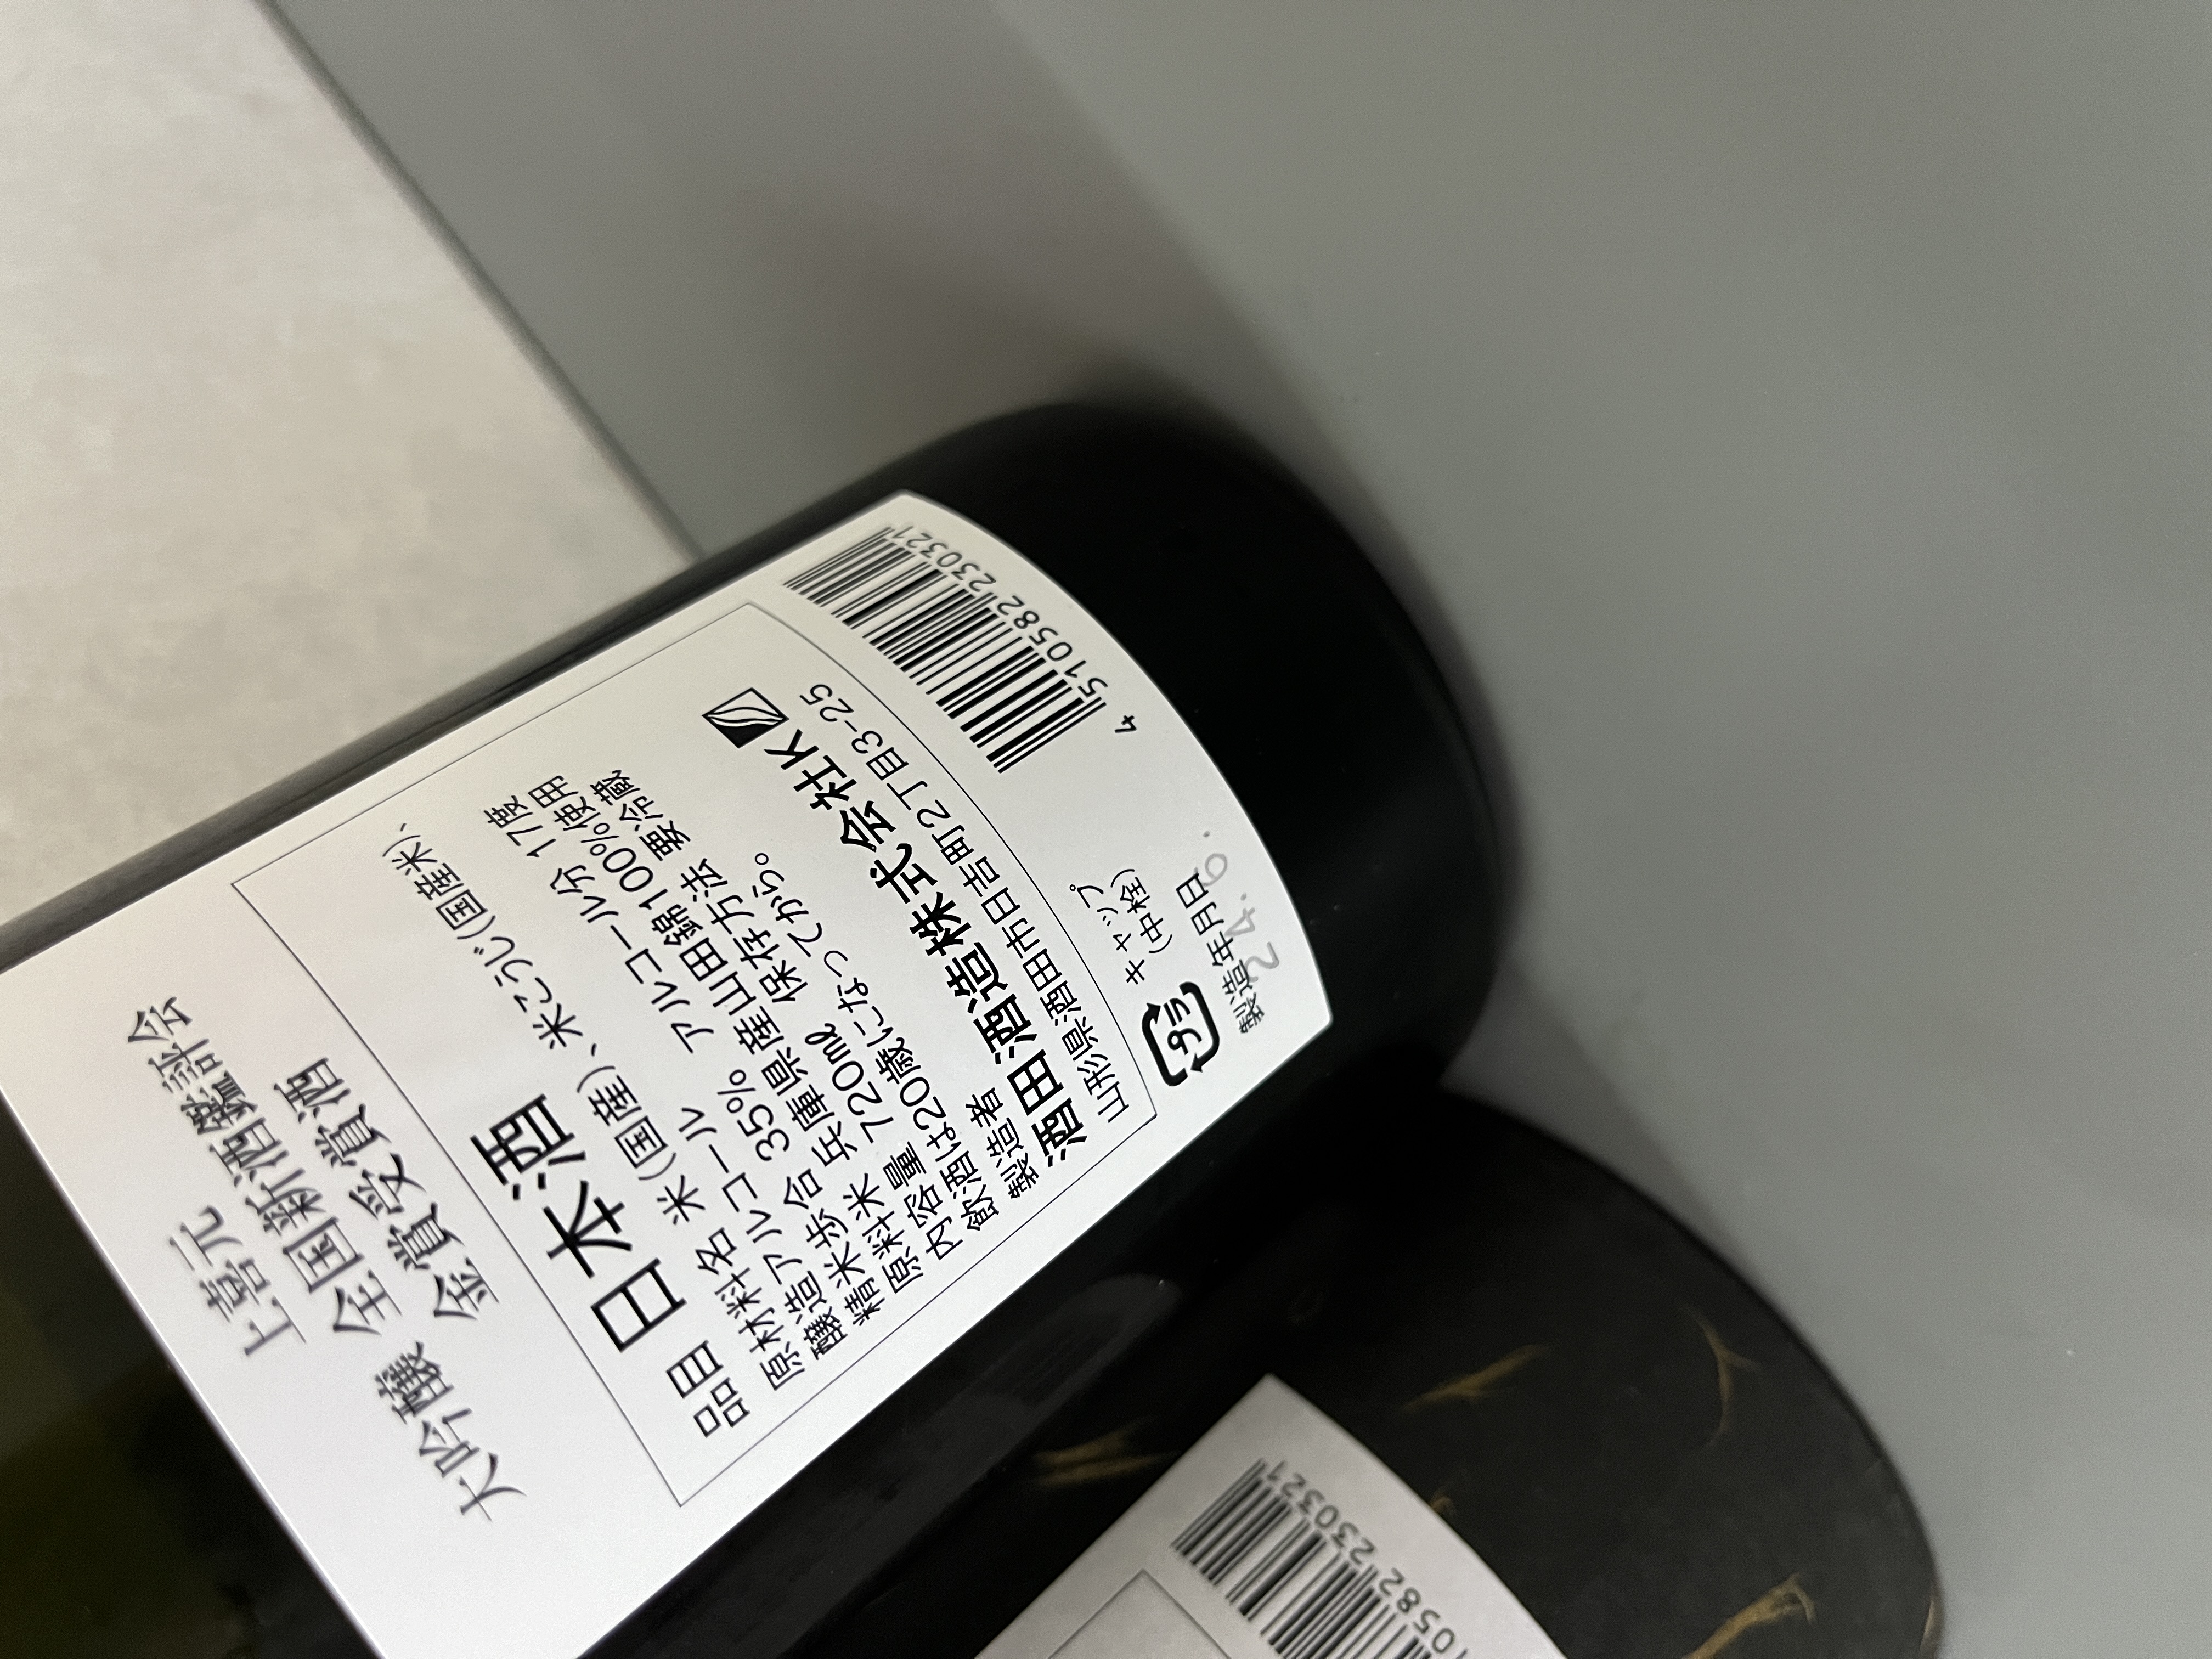 上喜元
全国新酒鑑評会
大吟醸 金賞受賞酒
品目 日本酒
原材料名 米(国産)、米こうじ(国産米)、
醸造アルコール
精米歩合 35% アルコール分 17度
原料米 兵庫県産山田錦100%使用
内容量 720ml 保存方法 要冷蔵
飲酒は20歳になってから。
製造者
酒田酒造株式会社K
山形県酒田市日吉町2丁目3-25
キャップ
(中栓)
製造年月日
24.9.
4 510582 230321
10582 230321